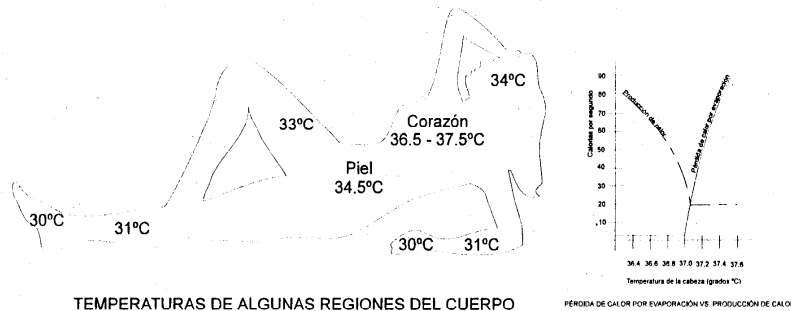 34ºC
33ºC
Corazón
36.5 - 37.5ºC
Piel
34.5ºC
30ºC
31ºC
30ºC
31ºC
TEMPERATURAS DE ALGUNAS REGIONES DEL CUERPO
Calorías por segundo
90
80
70
60
50
40
30
20
10
Producción de calor
Pérdida de calor por evaporación
36.4 36.6 36.8 37.0 37.2 37.4 37.6
Temperatura de la cabeza (grados ºC)
PÉRDIDA DE CALOR POR EVAPORACIÓN VS. PRODUCCIÓN DE CALO